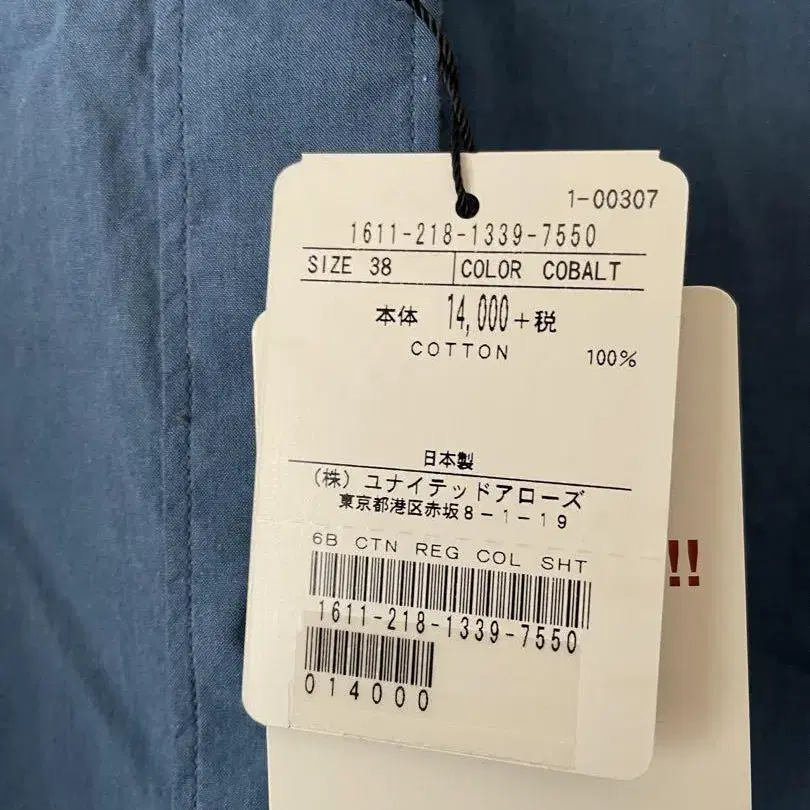 1-00307
1611-218-1339-7550
SIZE 38 COLOR COBALT
本体 14,000+税
COTTON 100%
日本製
(株) ユナイテッドアローズ
東京都港区赤坂8-1-19
6B CTN REG COL SHT
!!
1611-218-1339-7550
014000